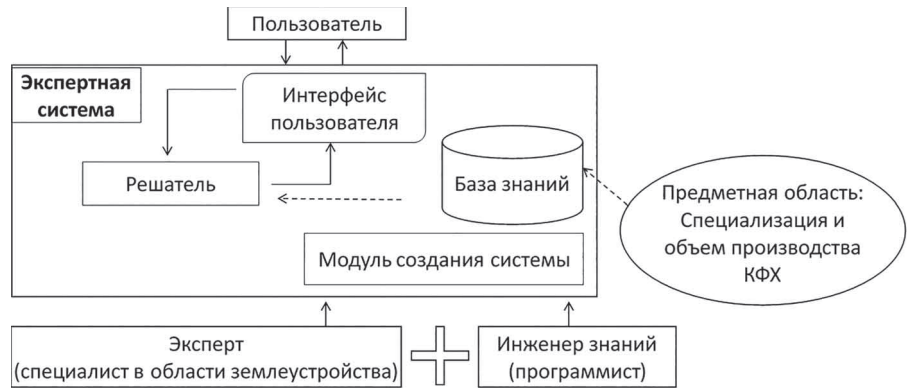 Пользователь
Экспертная
система
Интерфейс
пользователя
Решатель
База знаний
Предметная область:
Специализация и
объем производства
КФХ
Модуль создания системы
Эксперт
(специалист в области землеустройства)
Инженер знаний
(программист)